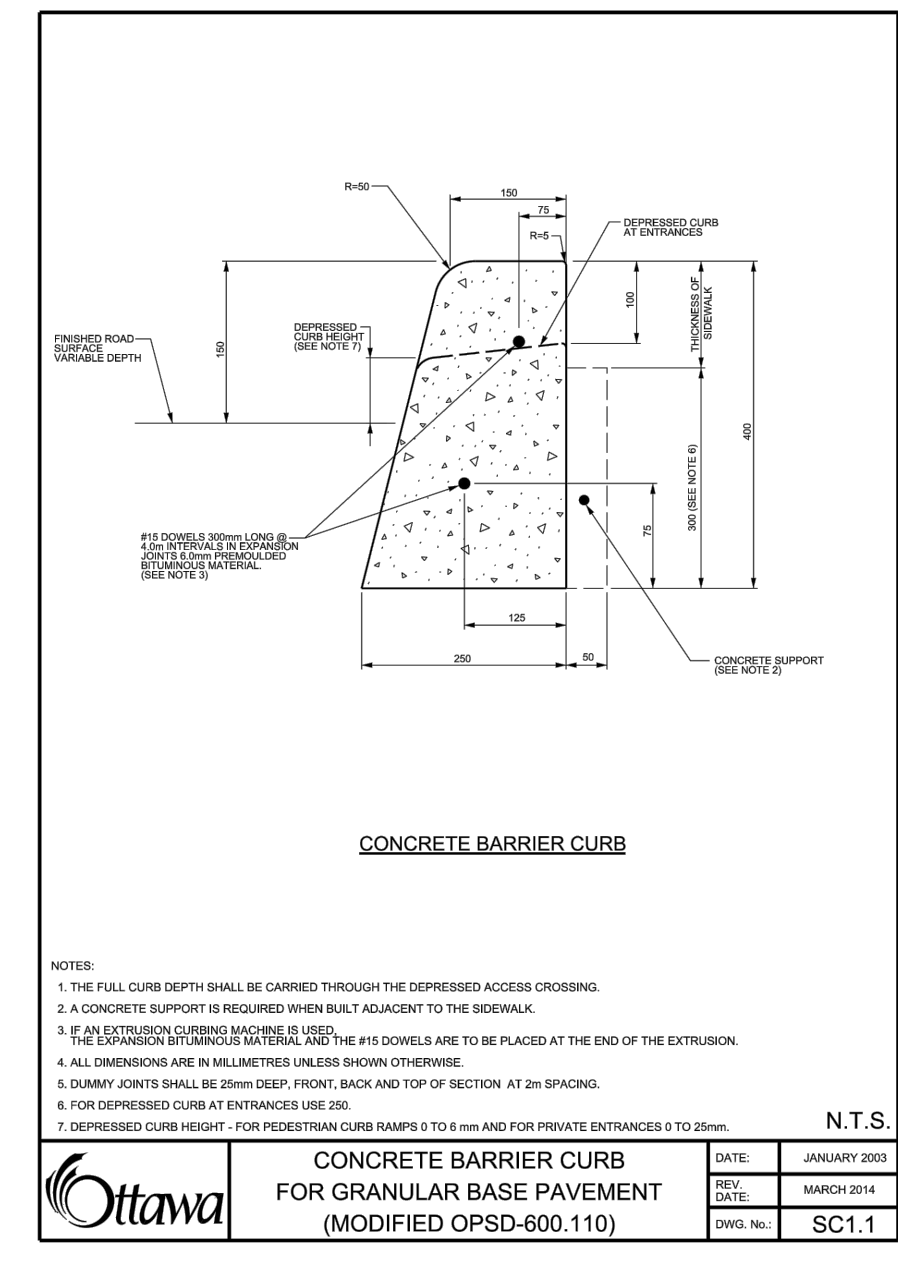 R=50
150
75
R=5
DEPRESSED CURB
AT ENTRANCES
150
FINISHED ROAD
SURFACE
VARIABLE DEPTH
DEPRESSED
CURB HEIGHT
(SEE NOTE 7)
100
THICKNESS OF
SIDEWALK
400
300 (SEE NOTE 6)
75
#15 DOWELS 300mm LONG @
4.0m INTERVALS IN EXPANSION
JOINTS 6.0mm PREMOULDED
BITUMINOUS MATERIAL.
(SEE NOTE 3)
125
250
50
CONCRETE SUPPORT
(SEE NOTE 2)
CONCRETE BARRIER CURB
NOTES:
1. THE FULL CURB DEPTH SHALL BE CARRIED THROUGH THE DEPRESSED ACCESS CROSSING.
2. A CONCRETE SUPPORT IS REQUIRED WHEN BUILT ADJACENT TO THE SIDEWALK.
3. IF AN EXTRUSION CURBING MACHINE IS USED,
THE EXPANSION BITUMINOUS MATERIAL AND THE #15 DOWELS ARE TO BE PLACED AT THE END OF THE EXTRUSION.
4. ALL DIMENSIONS ARE IN MILLIMETRES UNLESS SHOWN OTHERWISE.
5. DUMMY JOINTS SHALL BE 25mm DEEP, FRONT, BACK AND TOP OF SECTION AT 2m SPACING.
6. FOR DEPRESSED CURB AT ENTRANCES USE 250.
7. DEPRESSED CURB HEIGHT - FOR PEDESTRIAN CURB RAMPS 0 TO 6 mm AND FOR PRIVATE ENTRANCES 0 TO 25mm.
N.T.S.
Ottawa
CONCRETE BARRIER CURB
FOR GRANULAR BASE PAVEMENT
(MODIFIED OPSD-600.110)
DATE: JANUARY 2003
REV.
DATE: MARCH 2014
DWG. No.: SC1.1